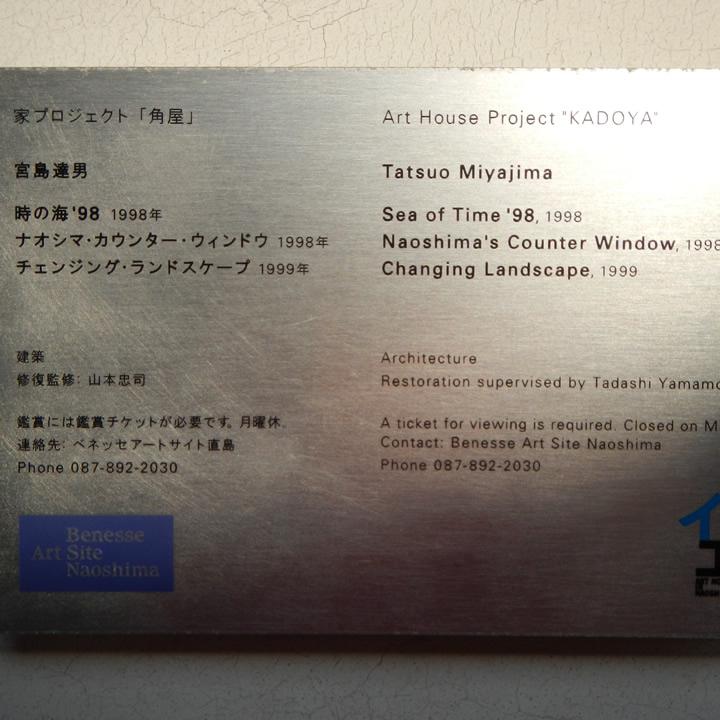 家プロジェクト「角屋」
宮島達男
時の海'98 1998年
ナオシマ・カウンター・ウィンドウ 1998年
チェンジング・ランドスケープ 1999年
建築
修復監修: 山本忠司
鑑賞には鑑賞チケットが必要です。月曜休。
連絡先: ベネッセアートサイト直島
Phone 087-892-2030
Benesse
Art Site
Naoshima
Art House Project "KADOYA"
Tatsuo Miyajima
Sea of Time '98, 1998
Naoshima's Counter Window, 1998
Changing Landscape, 1999
Architecture
Restoration supervised by Tadashi
A ticket for viewing is required. Closed on
Contact: Benesse Art Site Naoshima
Phone 087-892-2030